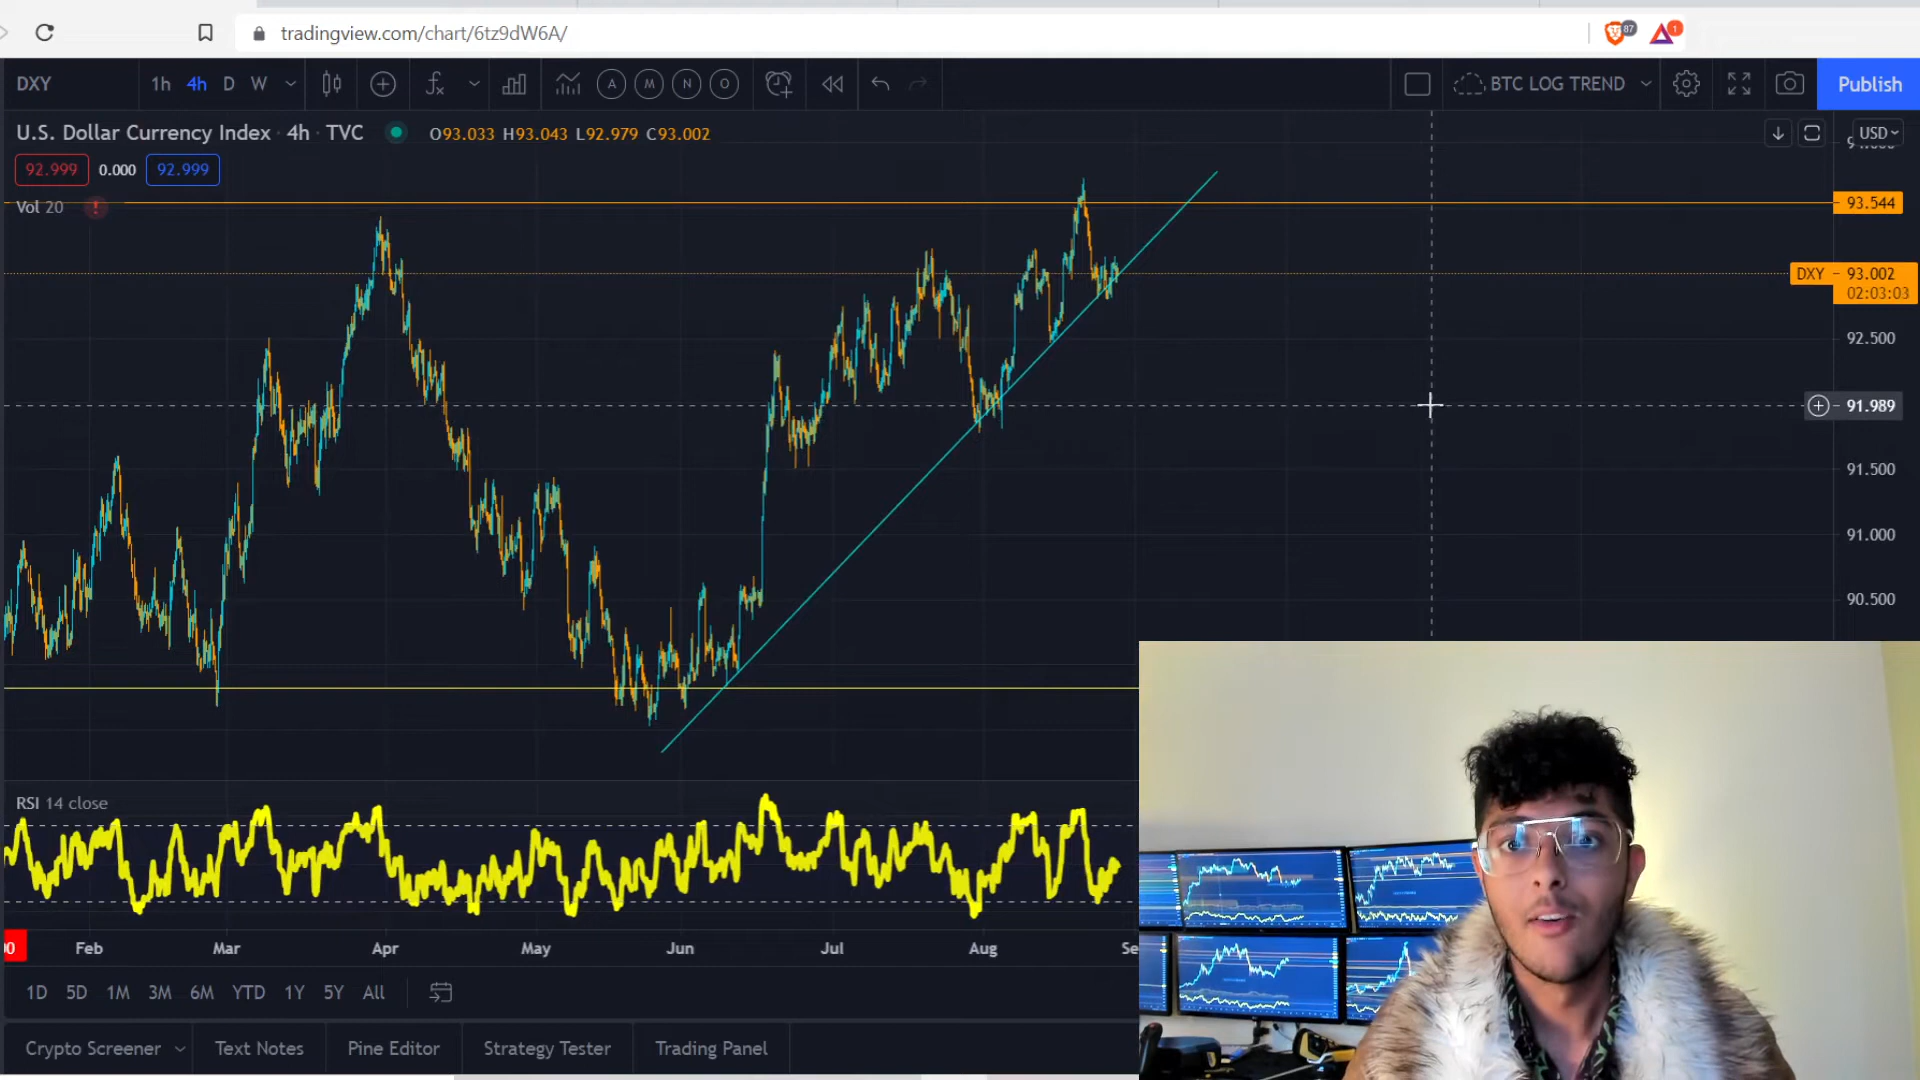 tradingview.com/chart/6tz9dW6A/
87
1
DXY 1h 4h D W
A M N O
BTC LOG TREND
Publish
U.S. Dollar Currency Index · 4h · TVC
O93.033 H93.043 L92.979 C93.002
USD
92.999 0.000 92.999
Vol 20
93.544
DXY 93.002
02:03:03
92.500
91.989
91.500
91.000
90.500
RSI 14 close
Feb Mar Apr May Jun Jul Aug
1D 5D 1M 3M 6M YTD 1Y 5Y All
Crypto Screener Text Notes Pine Editor Strategy Tester Trading Panel